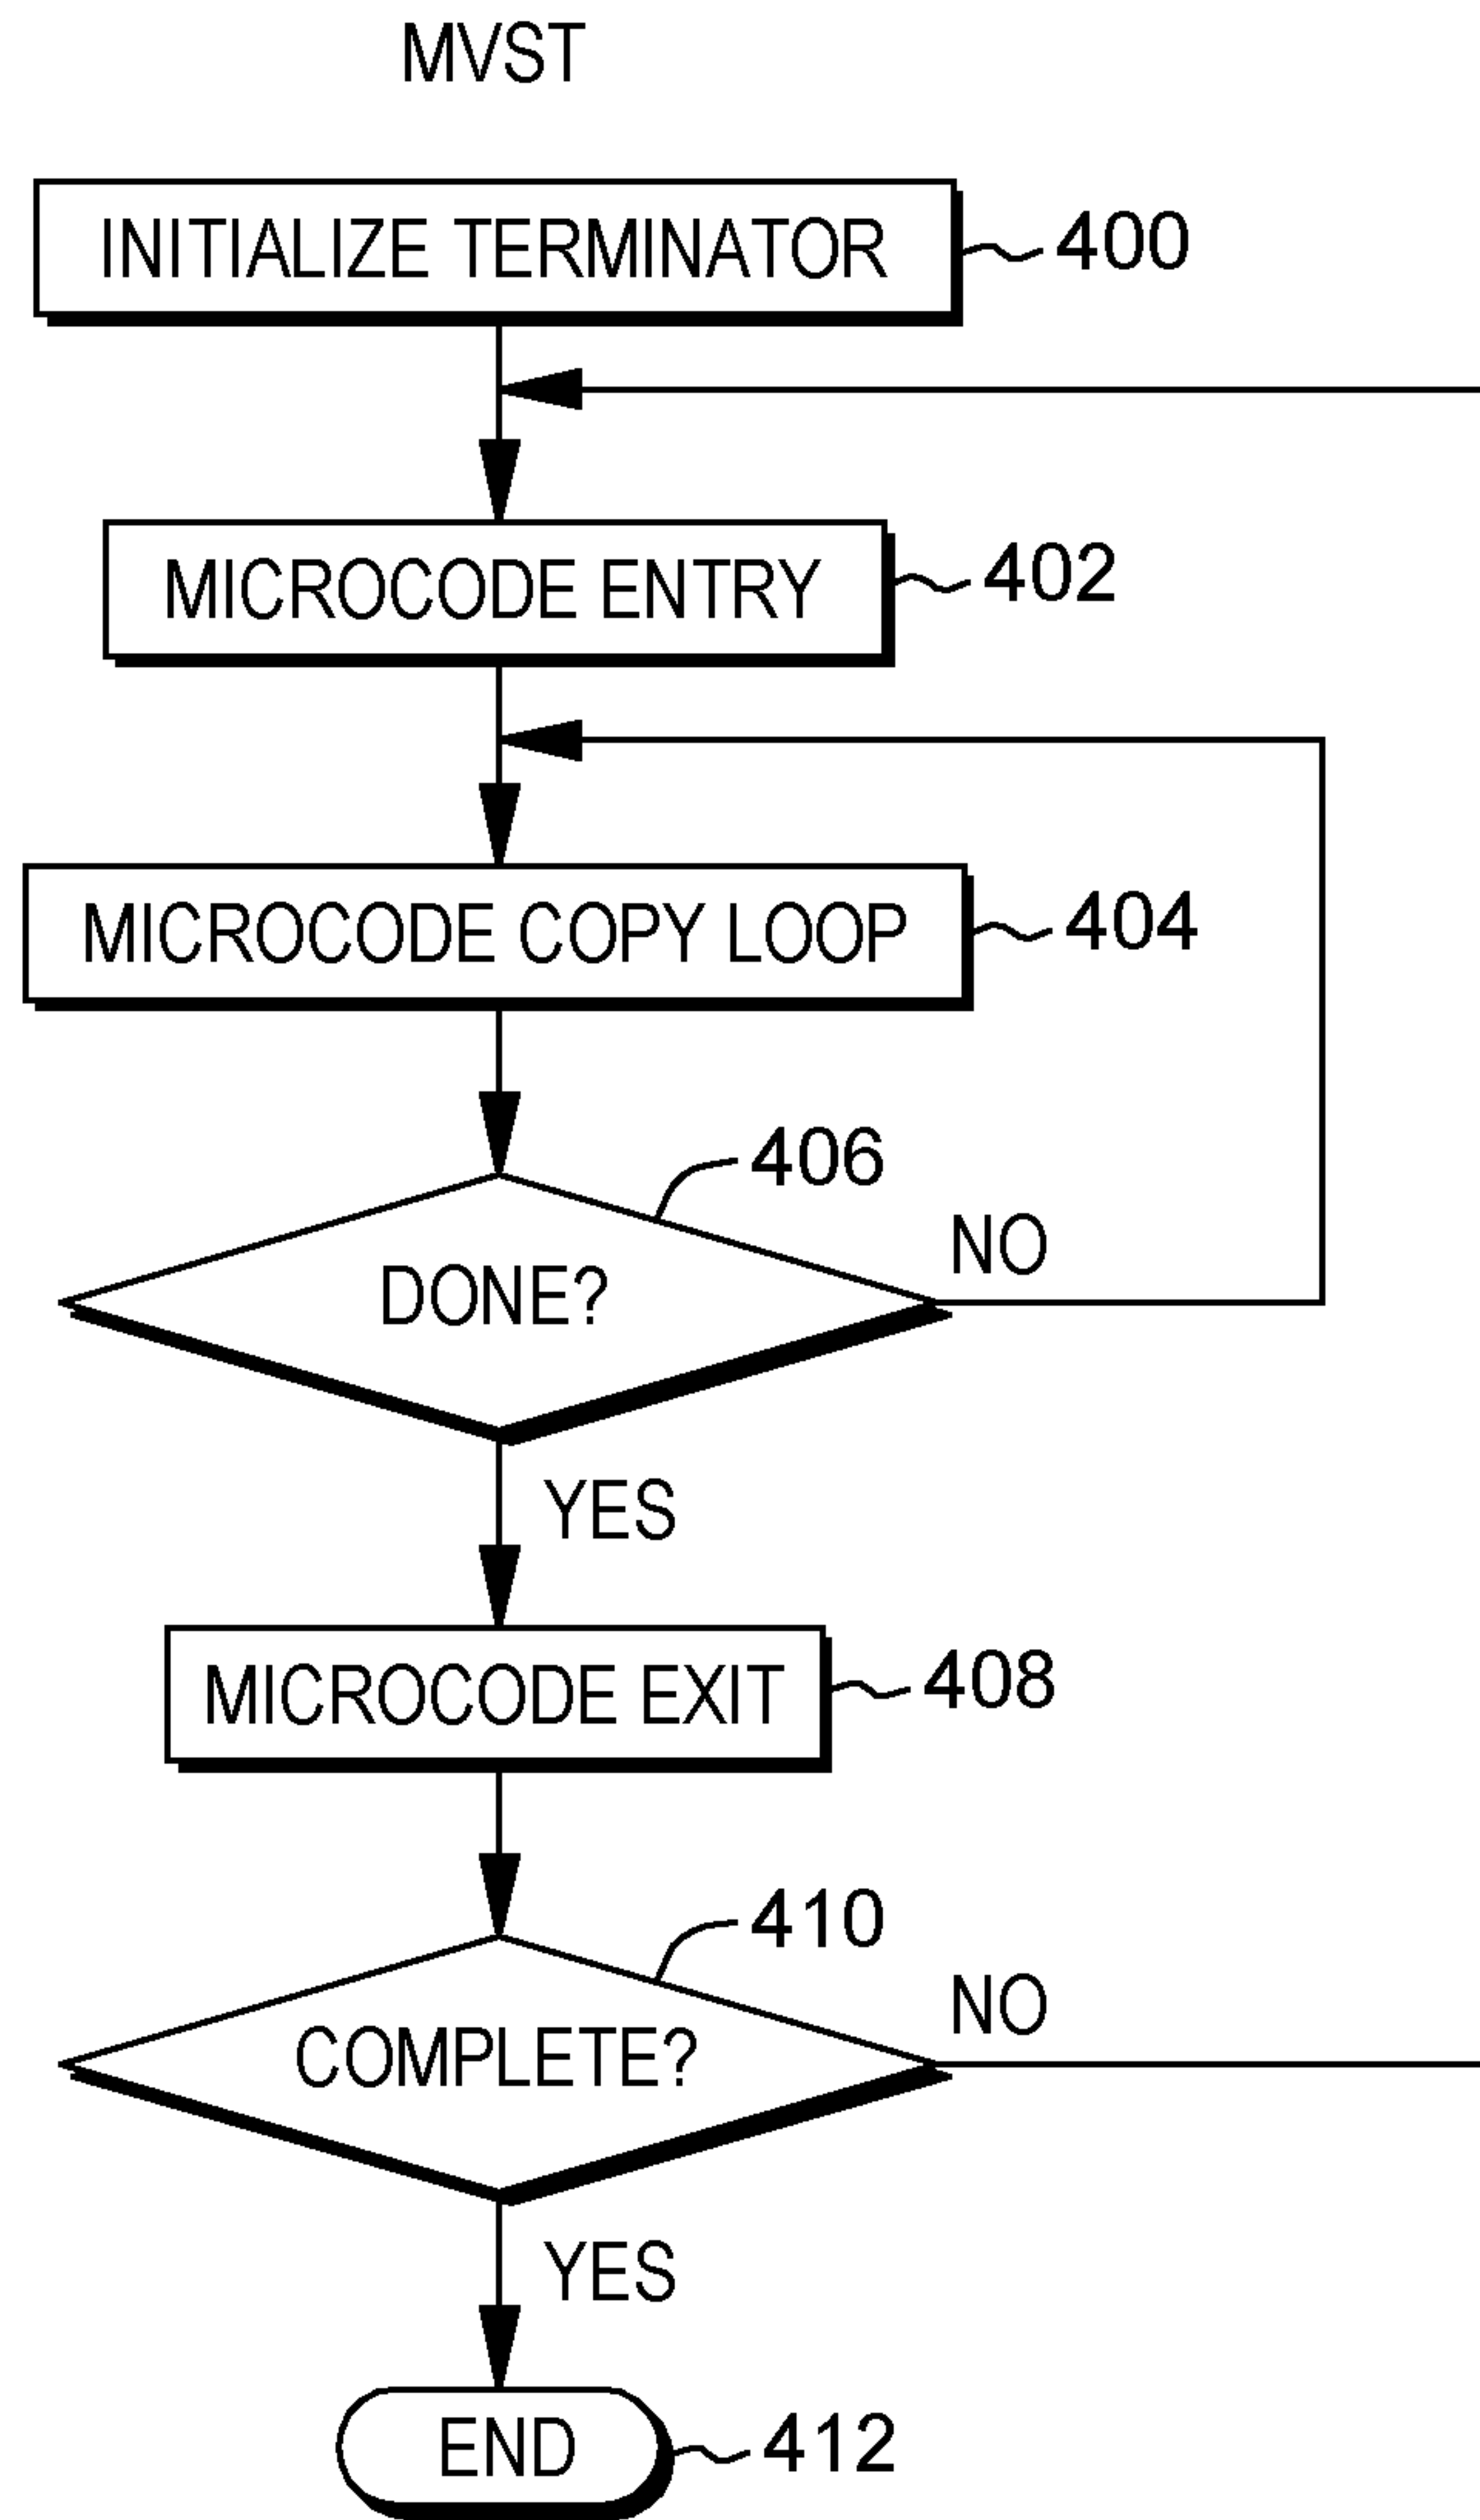 MVST
INITIALIZE TERMINATOR 400
MICROCODE ENTRY 402
MICROCODE COPY LOOP 404
406
NO
DONE?
YES
MICROCODE EXIT 408
410
NO
COMPLETE?
YES
END 412